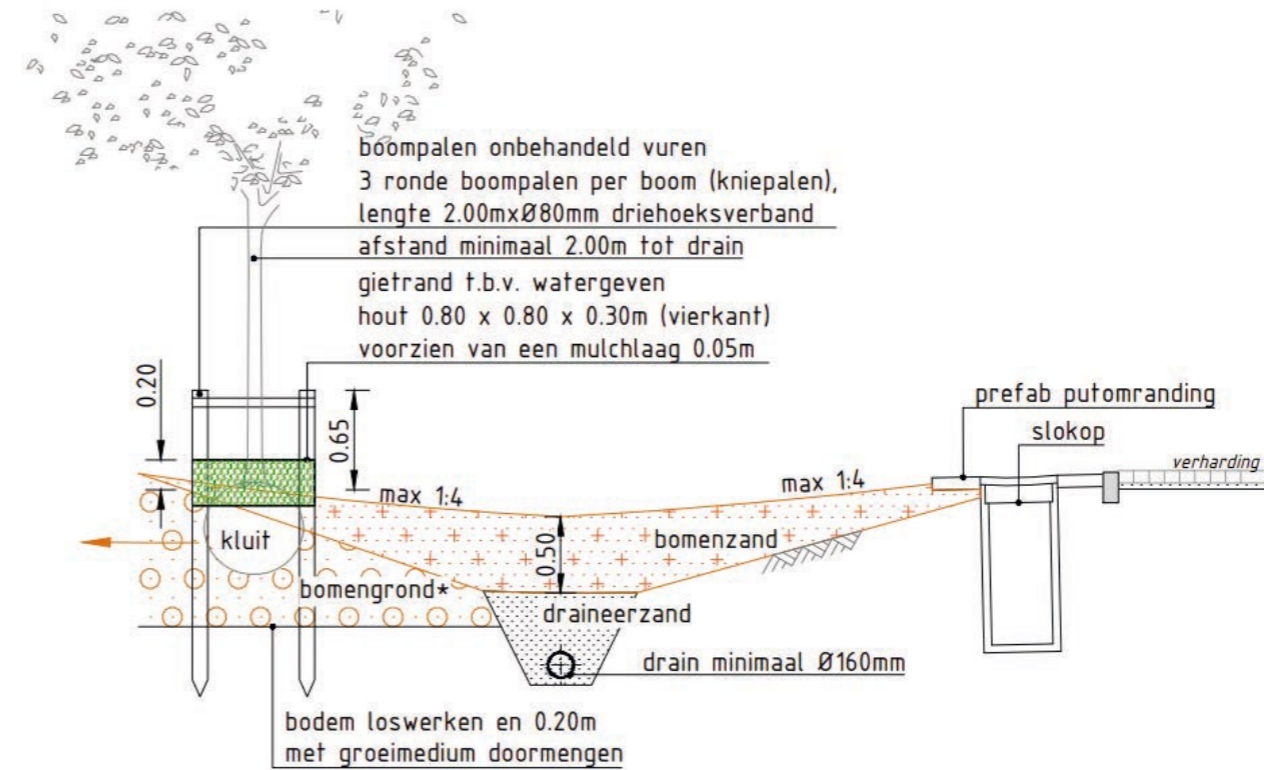 boompalen onbehandeld vuren
3 ronde boompalen per boom (kniepalen),
lengte 2.00mxØ80mm driehoeksverband
afstand minimaal 2.00m tot drain
gietrand t.b.v. watergeven
hout 0.80 x 0.80 x 0.30m (vierkant)
voorzien van een mulchlaag 0.05m
0.20
0.65
prefab putomranding
slokop
verharding
max 1:4
max 1:4
kluit
0.50
bomenzand
bomengrond*
draineerzand
drain minimaal Ø160mm
bodem loswerken en 0.20m
met groeimedium doormengen